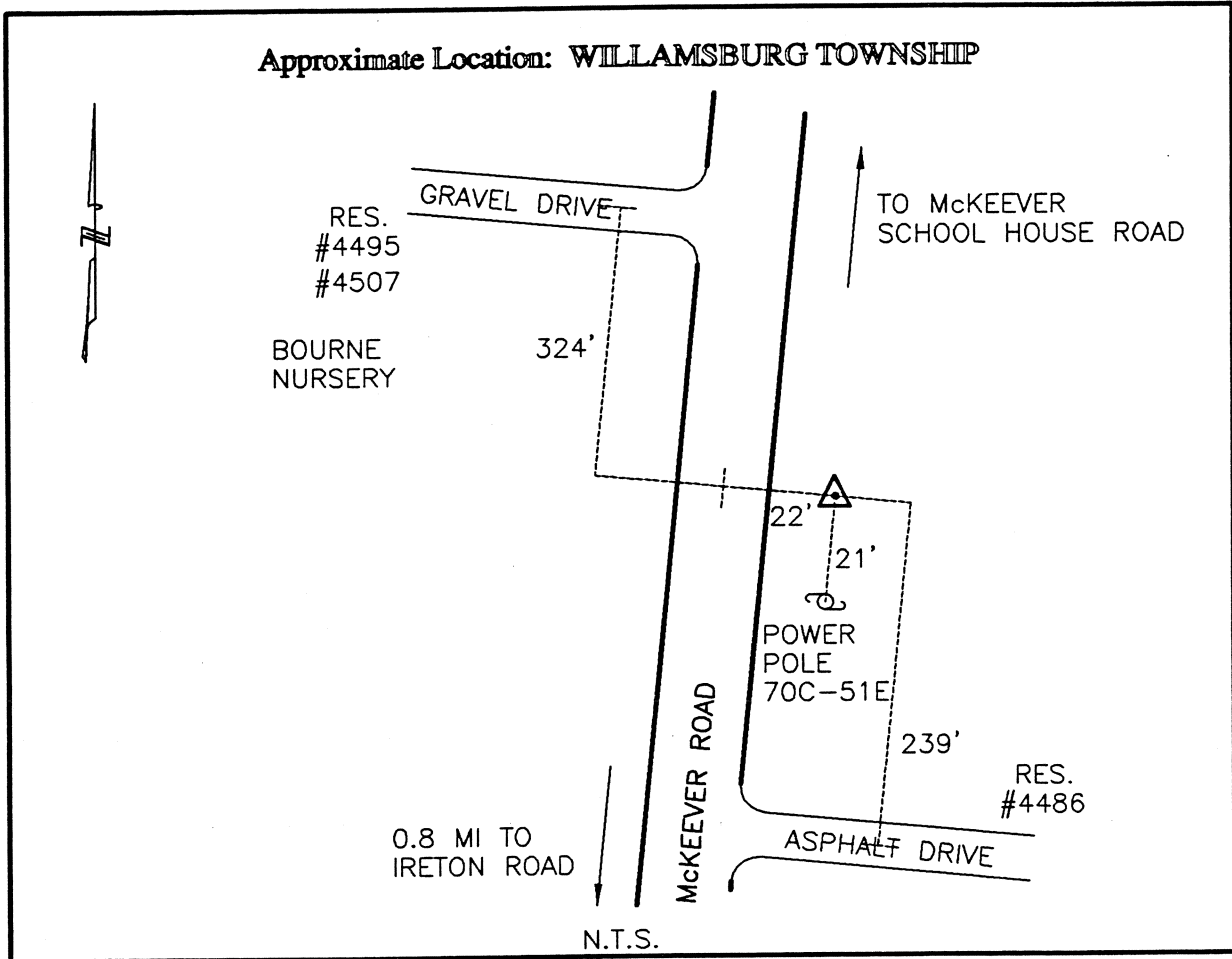 Approximate Location: WILLAMSBURG TOWNSHIP
GRAVEL DRIVE
RES.
#4495
#4507
TO McKEEVER
SCHOOL HOUSE ROAD
BOURNE
NURSERY
324'
22'
21'
POWER
POLE
70C-51E
McKEEVER ROAD
239'
RES.
#4486
0.8 MI TO
IRETON ROAD
ASPHALT DRIVE
N.T.S.